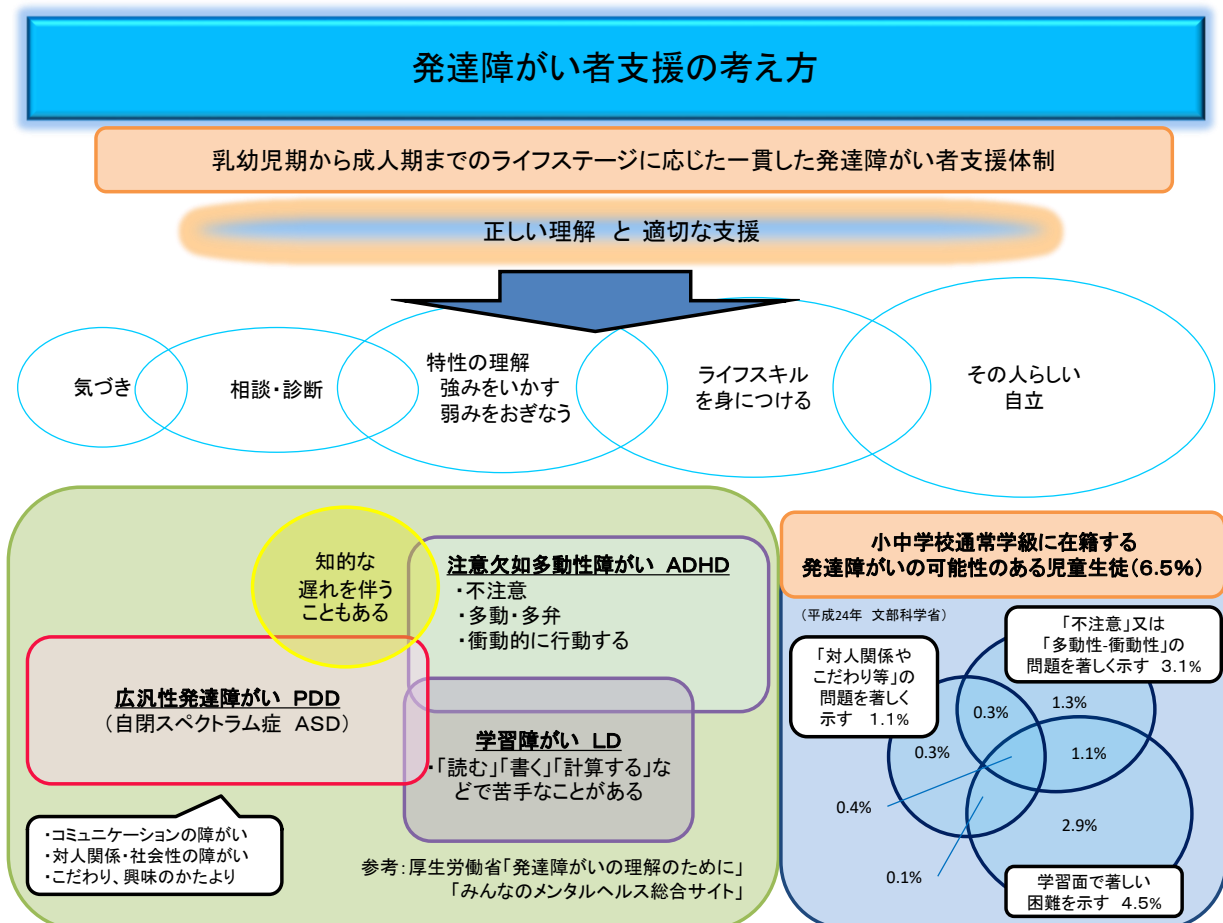 発達障がい者支援の考え方
乳幼児期から成人期までのライフステージに応じた一貫した発達障がい者支援体制
正しい理解 と 適切な支援
気づき
相談・診断
特性の理解
強みをいかす
弱みをおぎなう
ライフスキル
を身につける
その人らしい
自立
知的な
遅れを伴う
こともある
注意欠如多動性障がい ADHD
・不注意
・多動・多弁
・衝動的に行動する
広汎性発達障がい PDD
（自閉スペクトラム症 ASD）
学習障がい LD
・「読む」「書く」「計算する」な
どで苦手なことがある
・コミュニケーションの障がい
・対人関係・社会性の障がい
・こだわり、興味のかたより
参考：厚生労働省「発達障がいの理解のために」
「みんなのメンタルヘルス総合サイト」
小中学校通常学級に在籍する
発達障がいの可能性のある児童生徒（6.5%）
（平成24年 文部科学省）
「不注意」又は
「多動性-衝動性」の
問題を著しく示す 3.1%
「対人関係や
こだわり等」の
問題を著しく
示す 1.1%
0.3%
1.3%
0.3%
1.1%
0.4%
2.9%
0.1%
学習面で著しい
困難を示す 4.5%